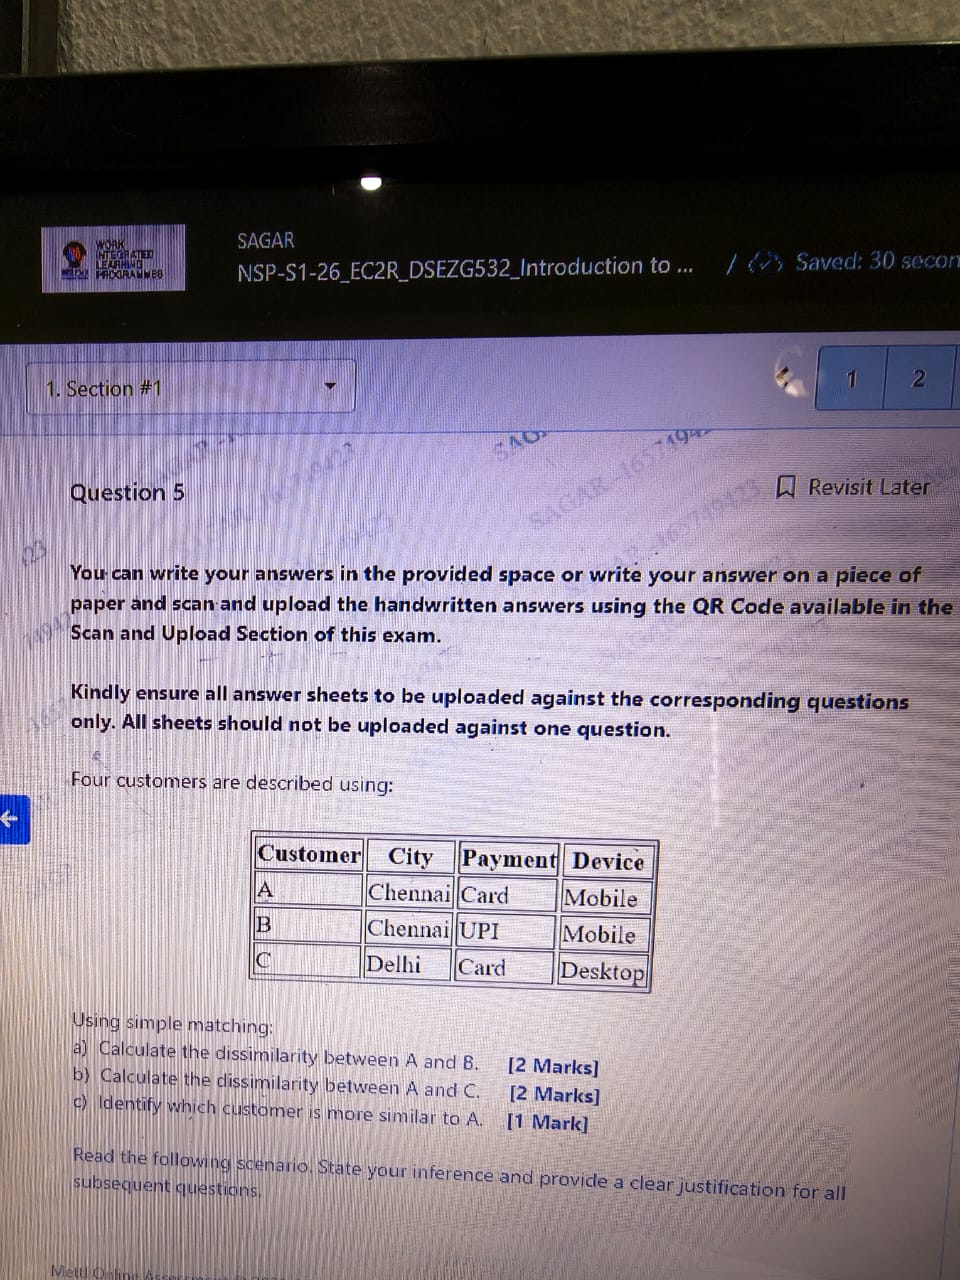 WORK
INTEGRATED
LEARNING
PROGRAMMES
SAGAR
NSP-S1-26_EC2R_DSEZG532_Introduction to ... / Saved: 30 secon
1. Section #1
1 2
Question 5
Revisit Later
You can write your answers in the provided space or write your answer on a piece of
paper and scan and upload the handwritten answers using the QR Code available in the
Scan and Upload Section of this exam.
Kindly ensure all answer sheets to be uploaded against the corresponding questions
only. All sheets should not be uploaded against one question.
Four customers are described using:
Customer City Payment Device
A Chennai Card Mobile
B Chennai UPI Mobile
C Delhi Card Desktop
Using simple matching:
a) Calculate the dissimilarity between A and B. [2 Marks]
b) Calculate the dissimilarity between A and C. [2 Marks]
c) Identify which customer is more similar to A. [1 Mark]
Read the following scenario. State your inference and provide a clear justification for all
subsequent questions.
Mettl Online